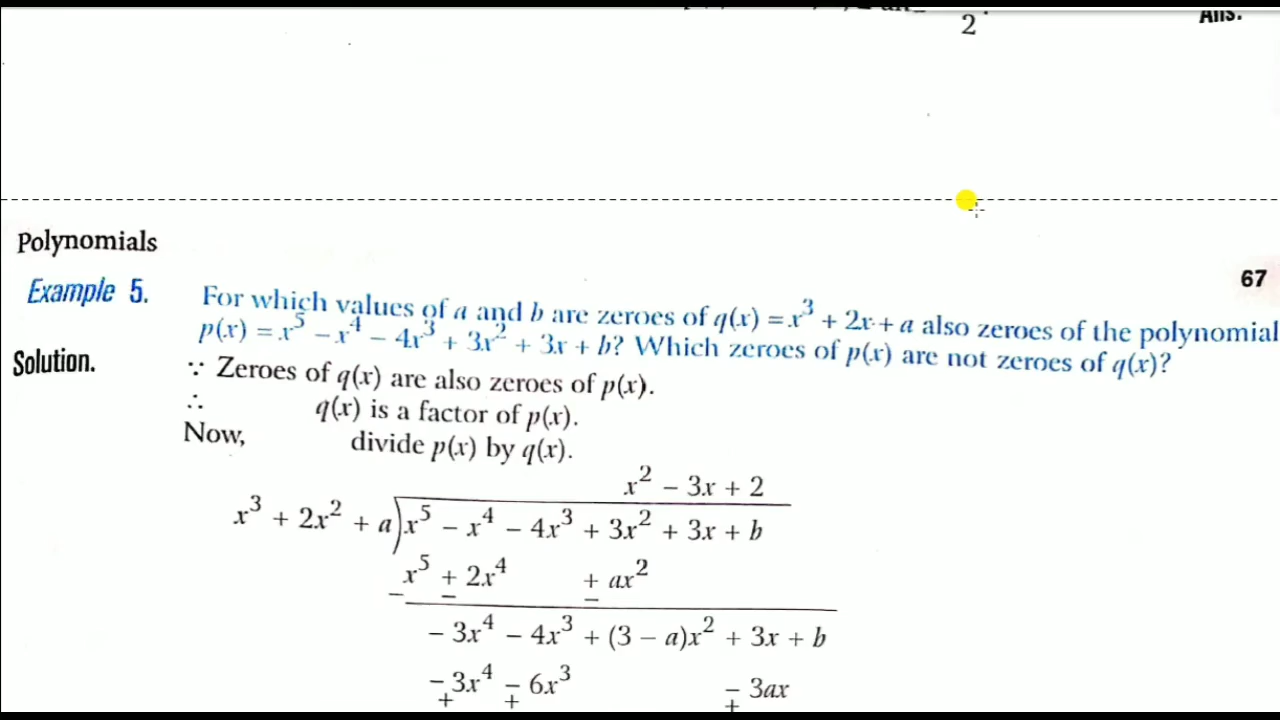 2
Ans.
Polynomials
67
Example 5. For which values of a and b are zeroes of q(x) = x³ + 2x + a also zeroes of the polynomial
p(x) = x⁵ − x⁴ − 4x³ + 3x² + 3x + b? Which zeroes of p(x) are not zeroes of q(x)?
Solution. ∵ Zeroes of q(x) are also zeroes of p(x).
∴ q(x) is a factor of p(x).
Now, divide p(x) by q(x).
x² − 3x + 2
x³ + 2x² + a) x⁵ − x⁴ − 4x³ + 3x² + 3x + b
x⁵ + 2x⁴ + ax²
− − −
− 3x⁴ − 4x³ + (3 − a)x² + 3x + b
− 3x⁴ − 6x³ − 3ax
+ + +